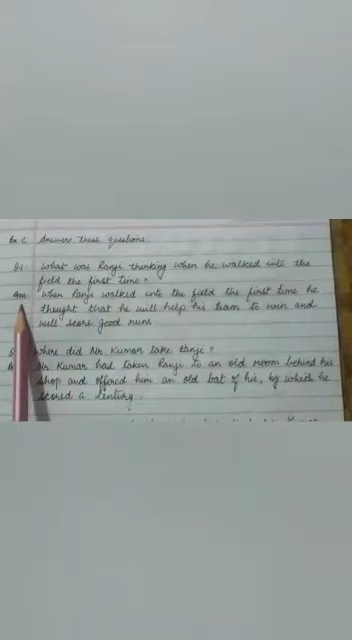 Ex C Answers these questions.
Q1. What was Ranji thinking when he walked into the
field the first time?
Ans. When Ranji walked into the field the first time he
thought that he will help his team to win and
will score good runs.
Where did Mr. Kumar take Ranji?
Mr Kumar had taken Ranji to an old room behind his
shop and offered him an old bat of his, by which he
scored a century.